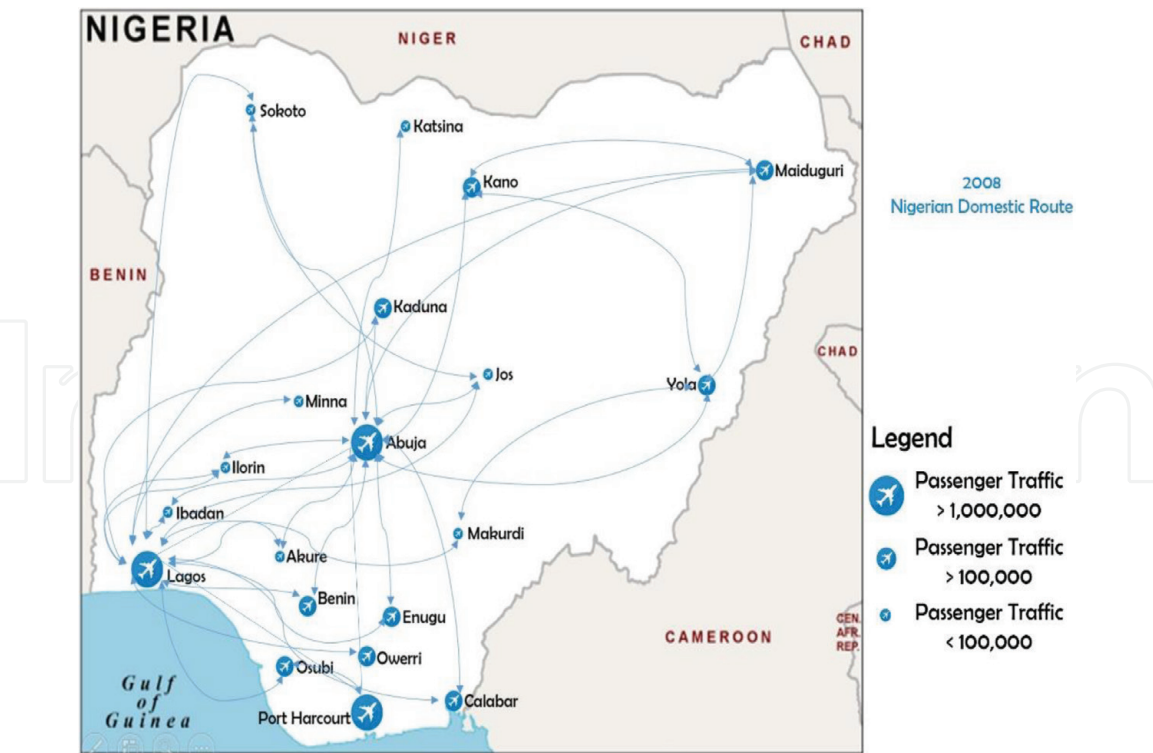 NIGERIA
NIGER
CHAD
Sokoto
Katsina
Kano
Maiduguri
2008
Nigerian Domestic Route
BENIN
Kaduna
CHAD
Jos
Yola
Minna
Abuja
Legend
Ilorin
Passenger Traffic
> 1,000,000
Ibadan
Makurdi
Akure
Passenger Traffic
> 100,000
Lagos
Benin
Enugu
Passenger Traffic
< 100,000
CEN.
AFR.
REP.
CAMEROON
Owerri
Osubi
Gulf
of
Guinea
Calabar
Port Harcourt